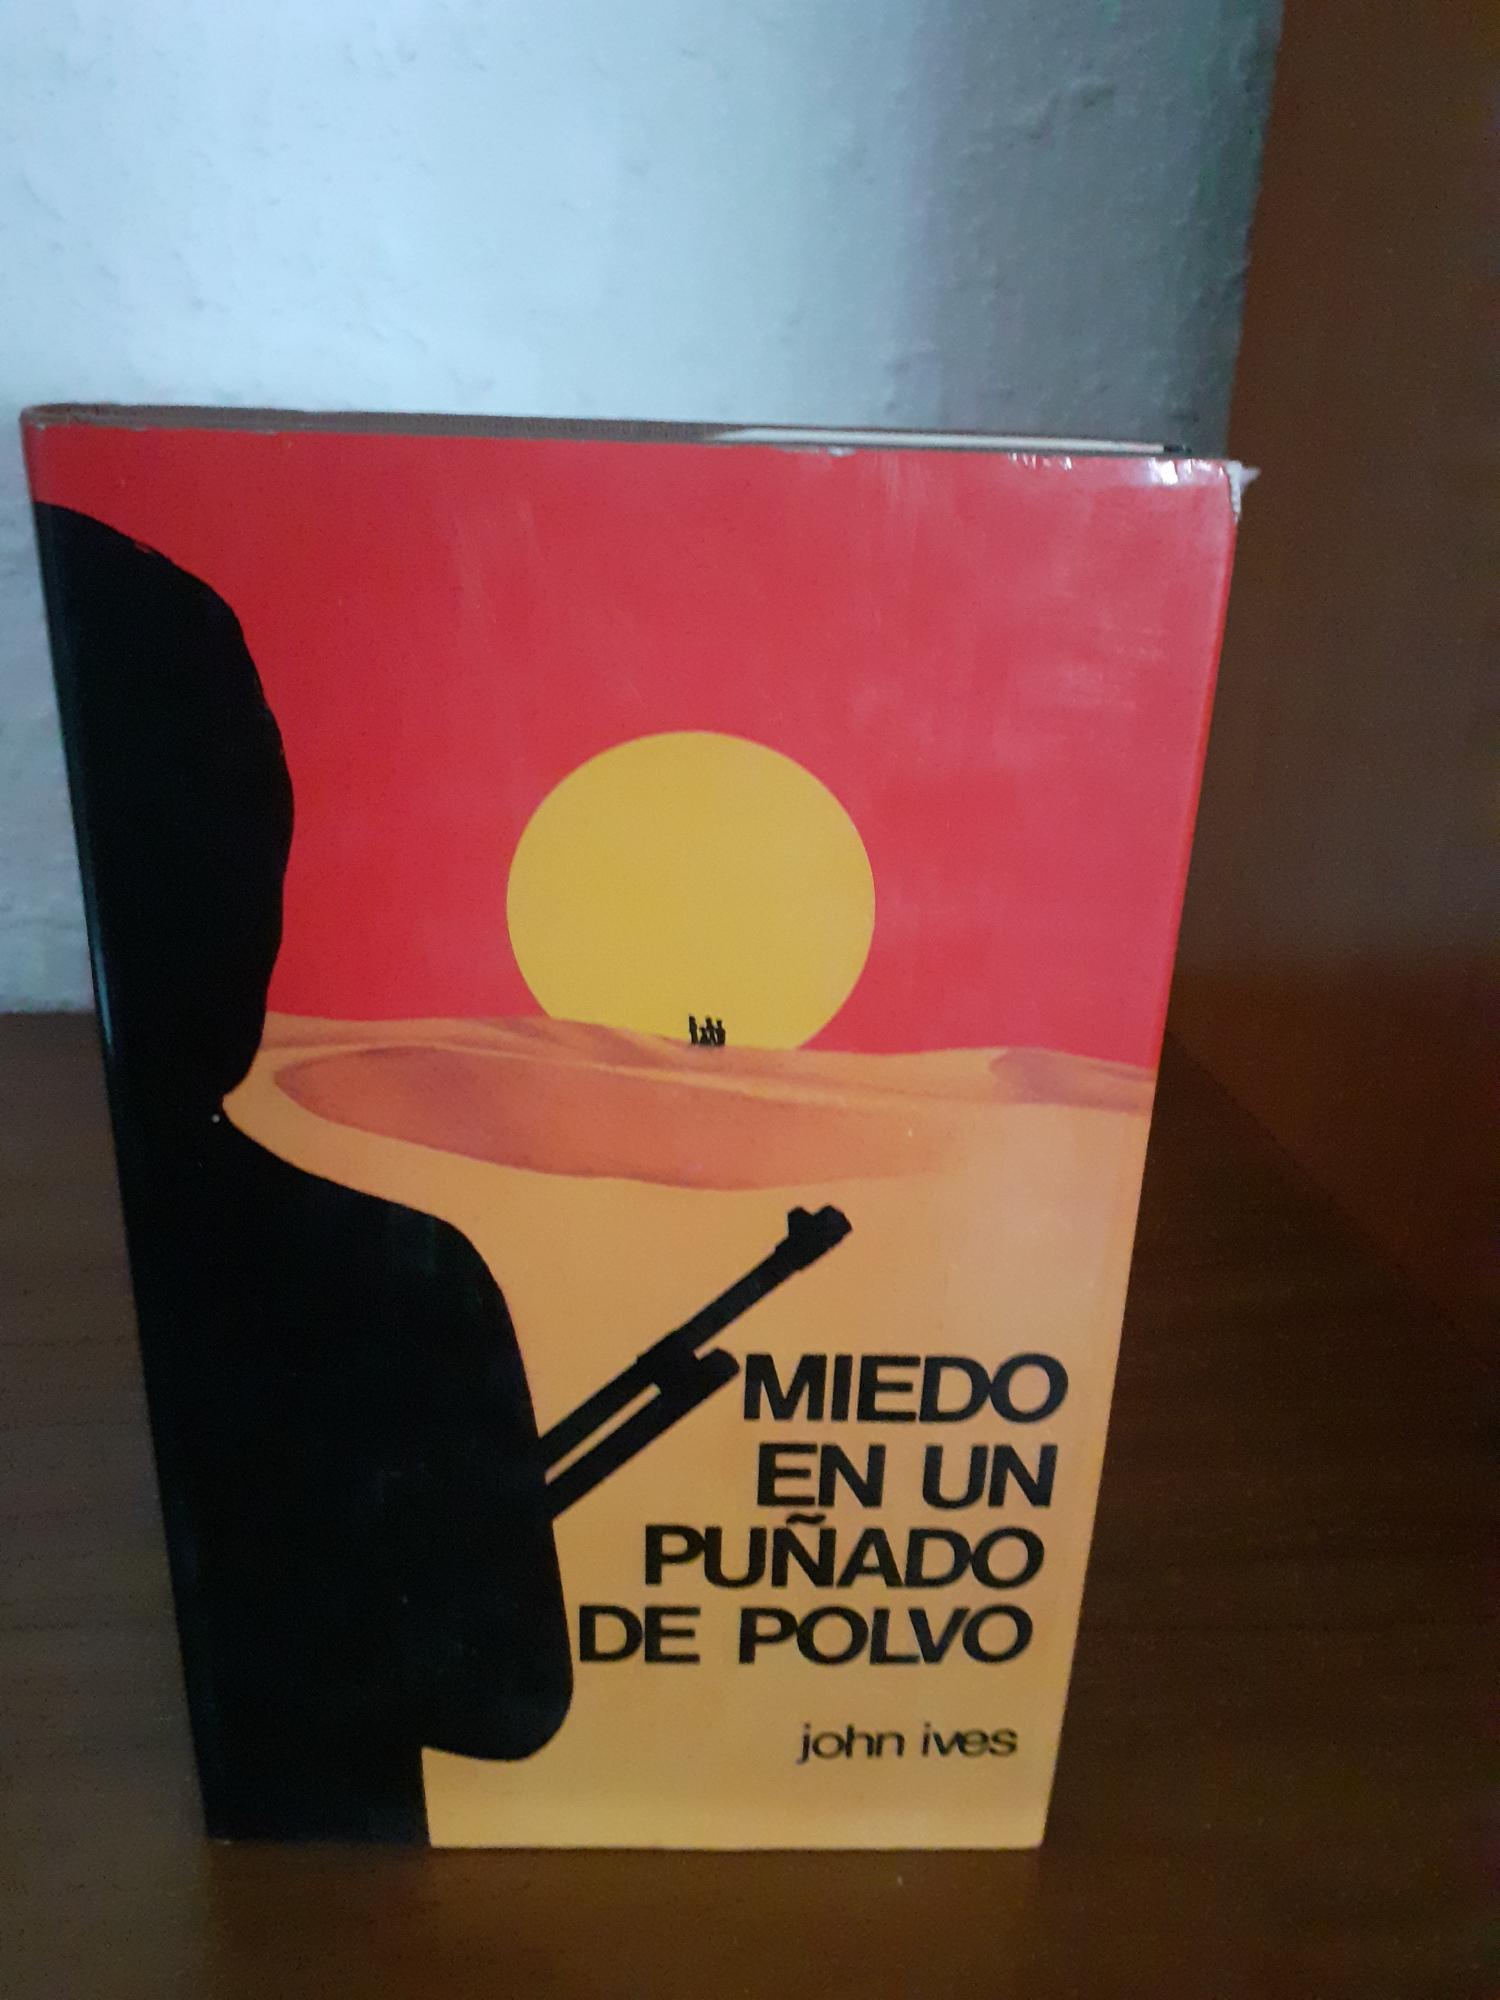 MIEDO
EN UN
PUÑADO
DE POLVO
john ives